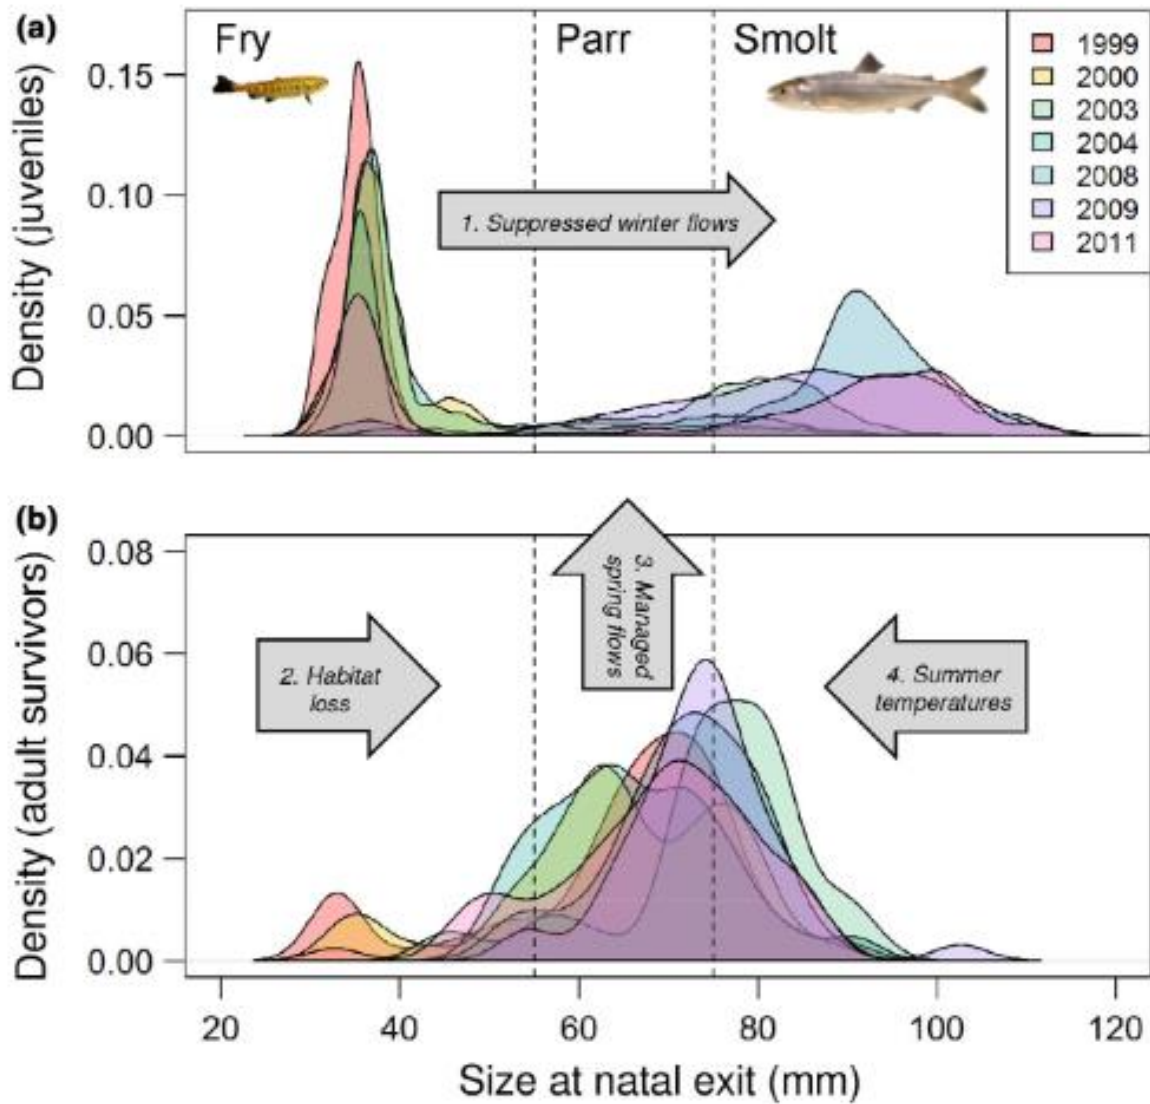 (a)
Fry
Parr
Smolt
1999
2000
2003
2004
2008
2009
2011
Density (juveniles)
0.15
0.10
0.05
0.00
1. Suppressed winter flows
(b)
Density (adult survivors)
0.08
0.06
0.04
0.02
0.00
2. Habitat
loss
3. Managed
spring flows
4. Summer
temperatures
20 40 60 80 100 120
Size at natal exit (mm)